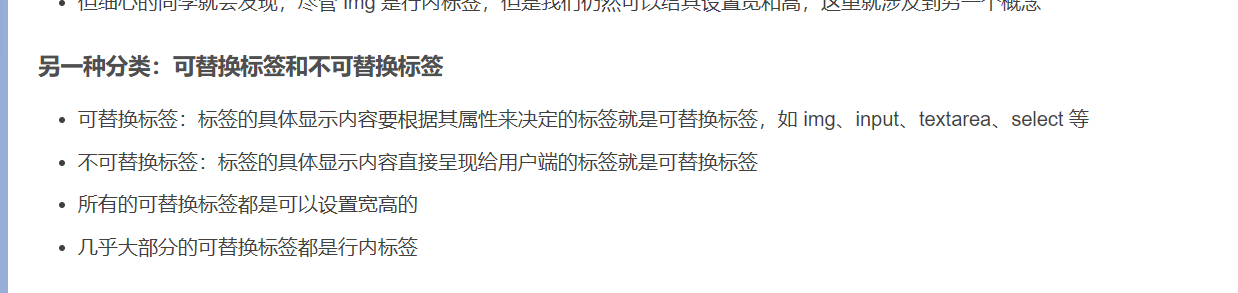 但细心的同学就会发现，尽管 img 是行内标签，但是我们仍然可以给其设置宽和高，这里就涉及到另一个概念
另一种分类：可替换标签和不可替换标签
可替换标签：标签的具体显示内容要根据其属性来决定的标签就是可替换标签，如 img、input、textarea、select 等
不可替换标签：标签的具体显示内容直接呈现给用户端的标签就是可替换标签
所有的可替换标签都是可以设置宽高的
几乎大部分的可替换标签都是行内标签